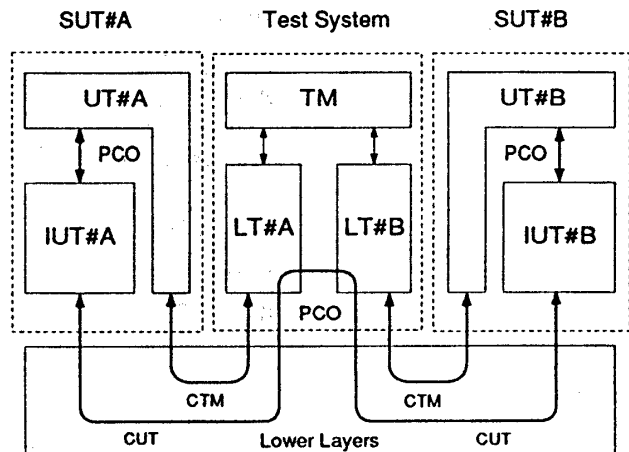 SUT#A Test System SUT#B
UT#A TM UT#B
PCO PCO
IUT#A LT#A LT#B IUT#B
PCO
CTM CTM
CUT Lower Layers CUT